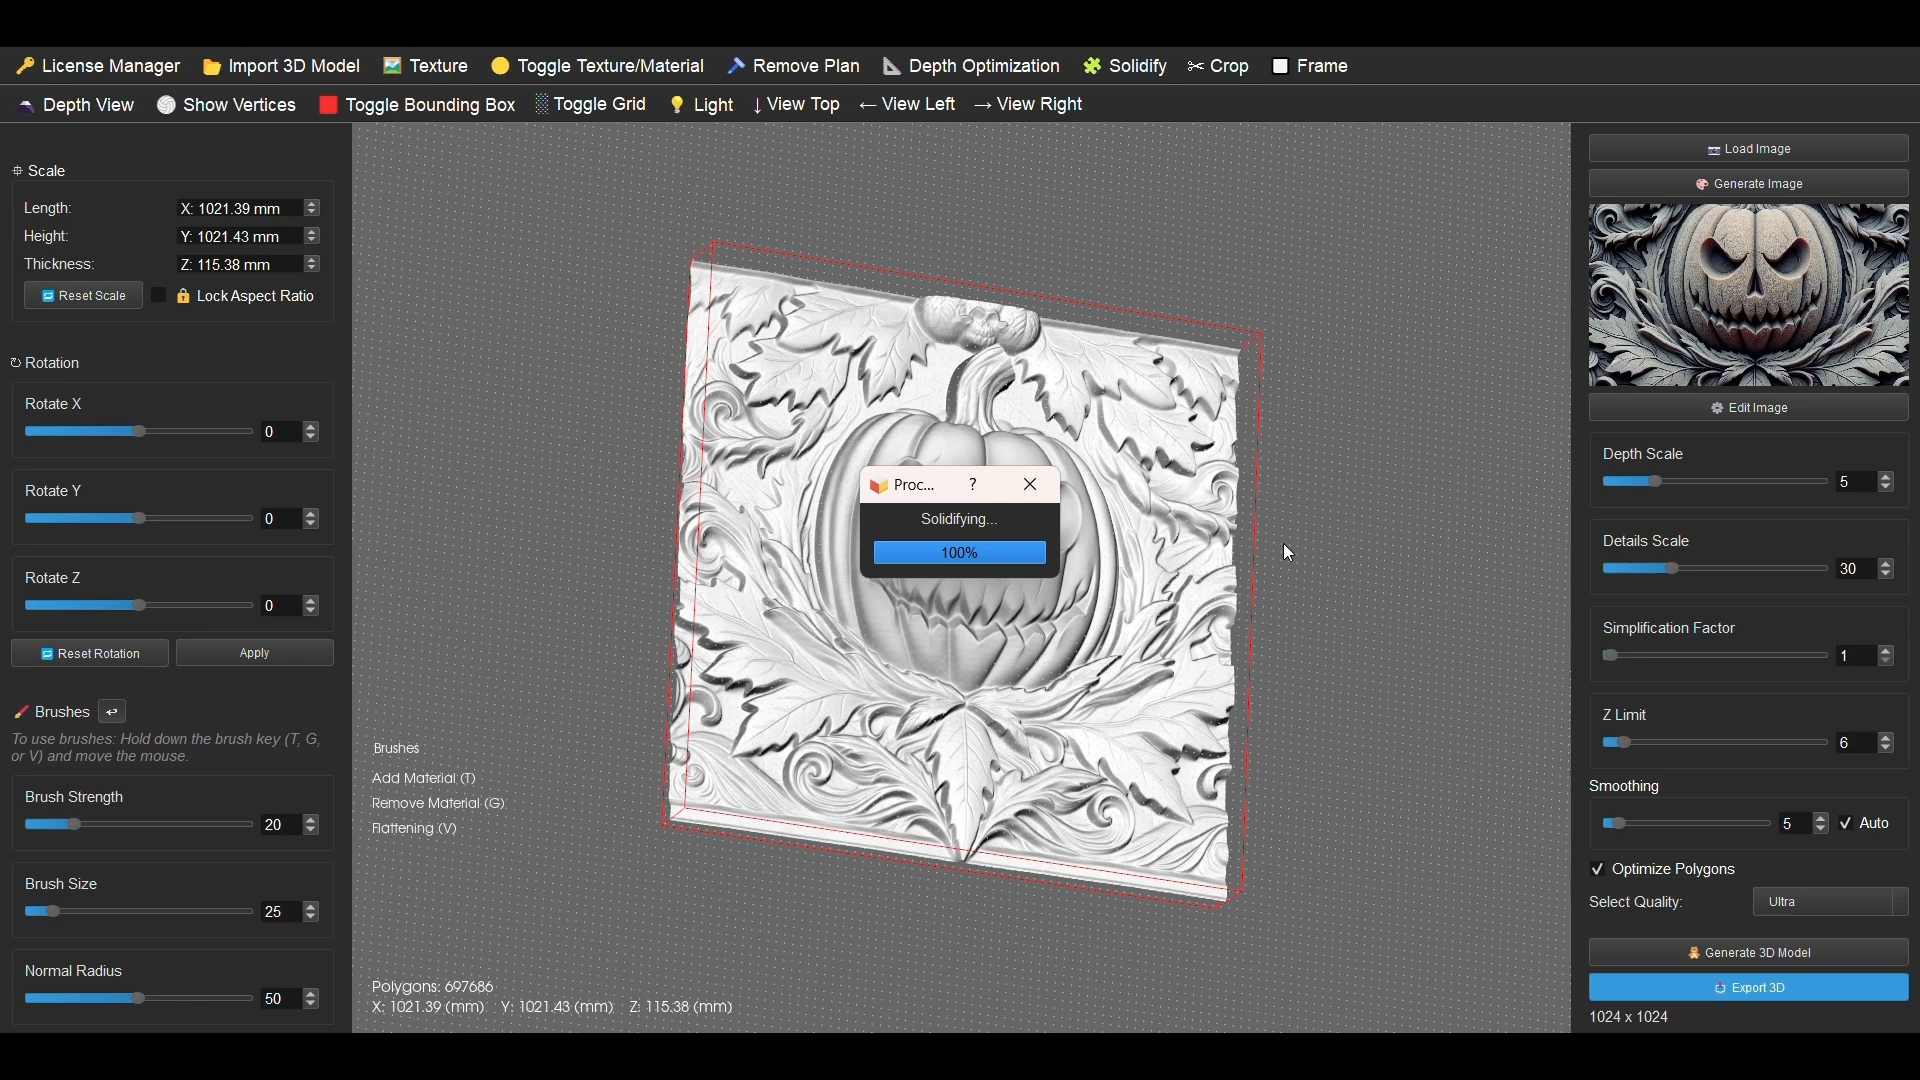 License Manager Import 3D Model Texture Toggle Texture/Material Remove Plan Depth Optimization Solidify Crop Frame
Depth View Show Vertices Toggle Bounding Box Toggle Grid Light ↓ View Top ← View Left → View Right
Scale
Length: X: 1021.39 mm
Height: Y: 1021.43 mm
Thickness: Z: 115.38 mm
Reset Scale Lock Aspect Ratio
Rotation
Rotate X
0
Rotate Y
0
Rotate Z
0
Reset Rotation Apply
Brushes
To use brushes: Hold down the brush key (T, G,
or V) and move the mouse.
Brush Strength
20
Brush Size
25
Normal Radius
50
Proc... ?
Solidifying...
100%
Brushes
Add Material (T)
Remove Material (G)
Flattening (V)
Polygons: 697686
X: 1021.39 (mm) Y: 1021.43 (mm) Z: 115.38 (mm)
Load Image
Generate Image
Edit Image
Depth Scale
5
Details Scale
30
Simplification Factor
1
Z Limit
6
Smoothing
5 Auto
Optimize Polygons
Select Quality: Ultra
Generate 3D Model
Export 3D
1024 x 1024